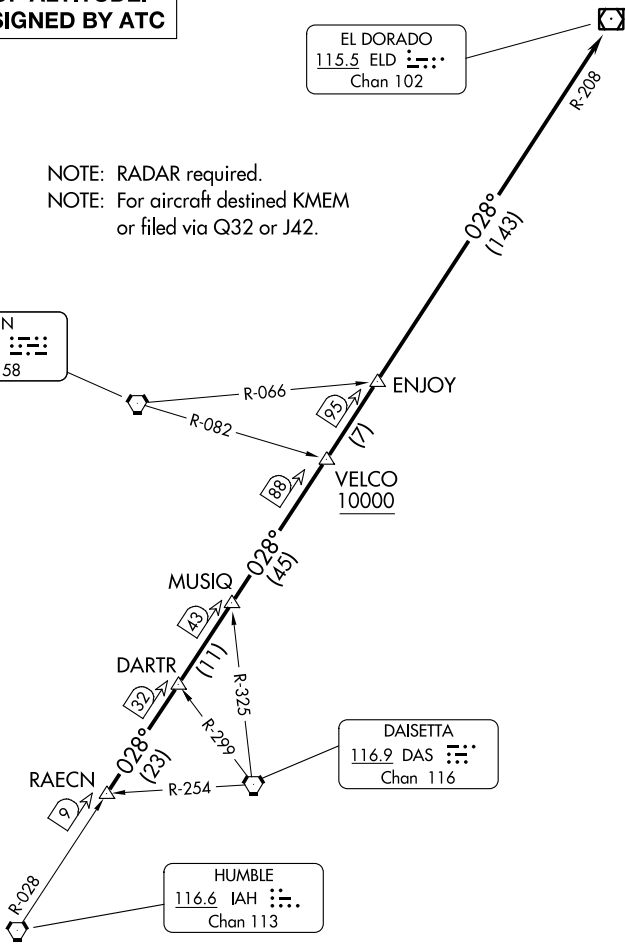 SIGNED BY ATC
EL DORADO
115.5 ELD
Chan 102
R-208
NOTE: RADAR required.
NOTE: For aircraft destined KMEM
or filed via Q32 or J42.
028°
(143)
N
58
R-066
ENJOY
95
R-082
(7)
VELCO
10000
88
028°
(45)
MUSIQ
43
(11)
DARTR
R-325
32
R-299
028°
(23)
DAISETTA
116.9 DAS
Chan 116
RAECN
R-254
9
R-028
HUMBLE
116.6 IAH
Chan 113